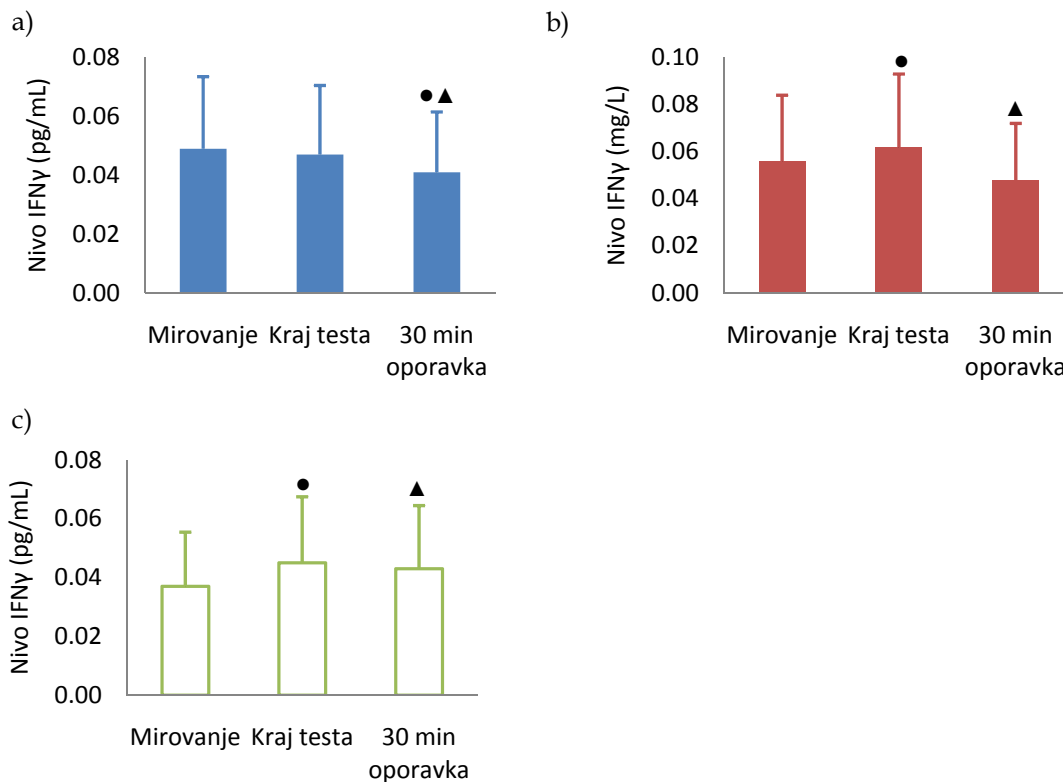 a)
Nivo IFNγ (pg/mL)
0.08
0.06
0.04
0.02
0.00
Mirovanje Kraj testa 30 min
oporavka
b)
Nivo IFNγ (mg/L)
0.10
0.08
0.06
0.04
0.02
0.00
Mirovanje Kraj testa 30 min
oporavka
c)
Nivo IFNγ (pg/mL)
0.08
0.06
0.04
0.02
0.00
Mirovanje Kraj testa 30 min
oporavka